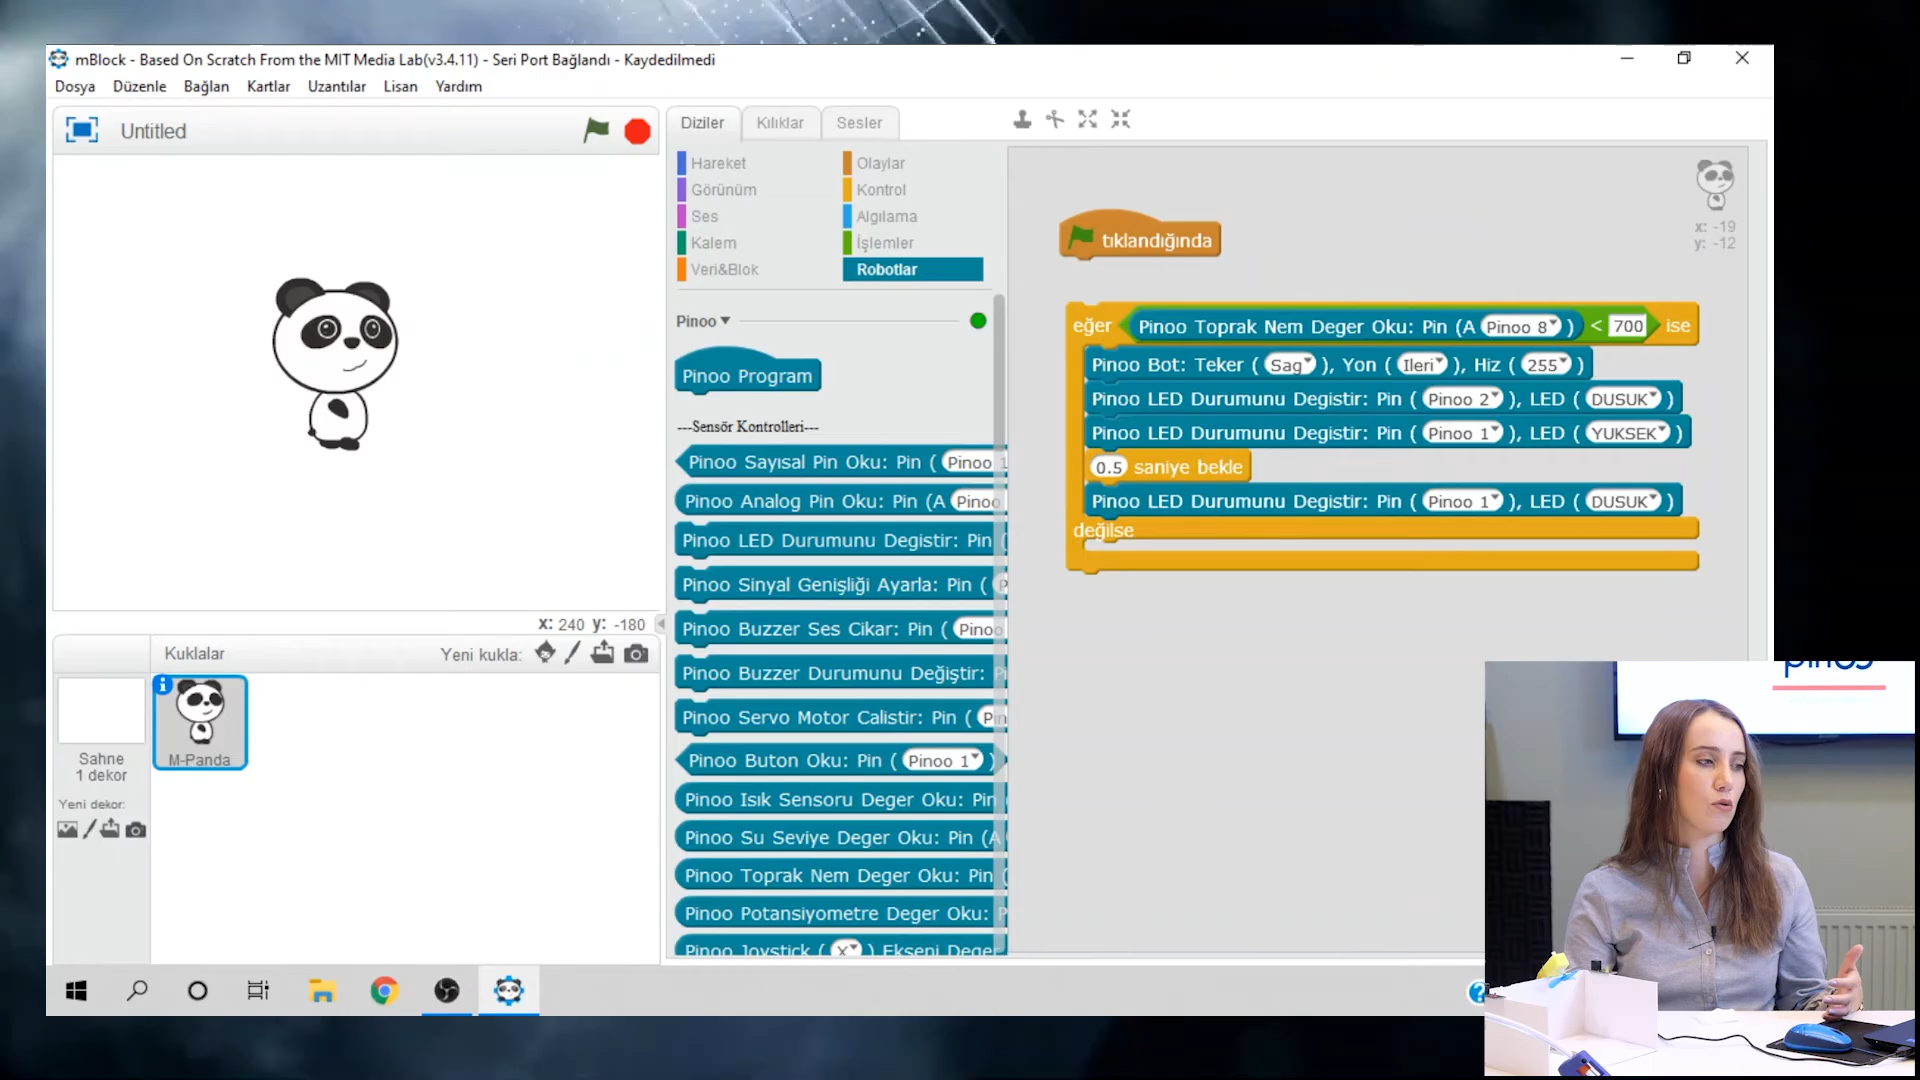 mBlock - Based On Scratch From the MIT Media Lab(v3.4.11) - Seri Port Bağlandı - Kaydedilmedi
Dosya Düzenle Bağlan Kartlar Uzantılar Lisan Yardım
Untitled
x: 240 y: -180
Kuklalar
Yeni kukla:
Sahne
1 dekor
Yeni dekor:
M-Panda
Diziler Kılıklar Sesler
Hareket Olaylar
Görünüm Kontrol
Ses Algılama
Kalem İşlemler
Veri&Blok Robotlar
Pinoo
Pinoo Program
---Sensör Kontrolleri---
Pinoo Sayısal Pin Oku: Pin ( Pinoo 1
Pinoo Analog Pin Oku: Pin (A Pinoo
Pinoo LED Durumunu Degistir: Pin (
Pinoo Sinyal Genişliği Ayarla: Pin ( P
Pinoo Buzzer Ses Cikar: Pin ( Pinoo
Pinoo Buzzer Durumunu Değiştir: P
Pinoo Servo Motor Calistir: Pin ( Pin
Pinoo Buton Oku: Pin ( Pinoo 1 )
Pinoo Isık Sensoru Deger Oku: Pin
Pinoo Su Seviye Deger Oku: Pin (A
Pinoo Toprak Nem Deger Oku: Pin (
Pinoo Potansiyometre Deger Oku: P
Pinoo Joystick ( X ) Ekseni Deger
x: -19
y: -12
tıklandığında
eğer Pinoo Toprak Nem Deger Oku: Pin (A Pinoo 8 ) < 700 ise
Pinoo Bot: Teker ( Sag ), Yon ( Ileri ), Hiz ( 255 )
Pinoo LED Durumunu Degistir: Pin ( Pinoo 2 ), LED ( DUSUK )
Pinoo LED Durumunu Degistir: Pin ( Pinoo 1 ), LED ( YUKSEK )
0.5 saniye bekle
Pinoo LED Durumunu Degistir: Pin ( Pinoo 1 ), LED ( DUSUK )
değilse